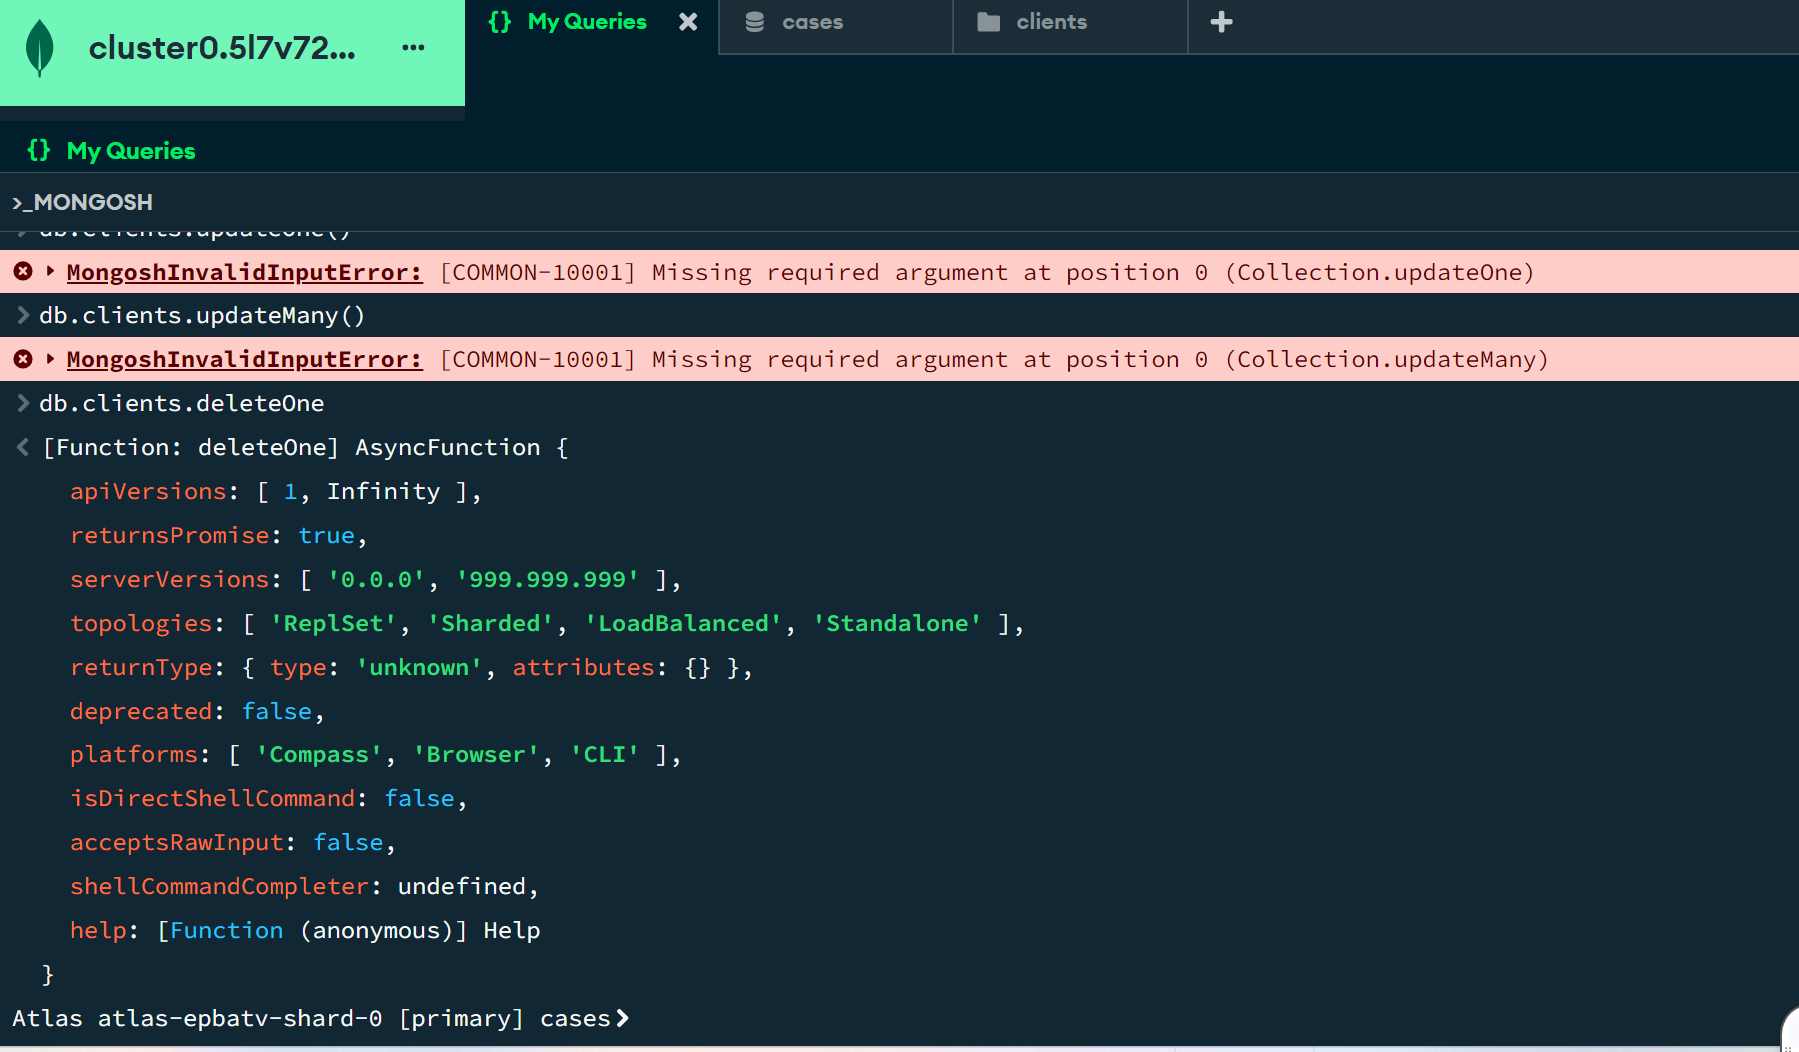 cluster0.5l7v72... ...
{} My Queries × cases clients +
{} My Queries
>_MONGOSH
db.clients.updateOne()
MongoshInvalidInputError: [COMMON-10001] Missing required argument at position 0 (Collection.updateOne)
db.clients.updateMany()
MongoshInvalidInputError: [COMMON-10001] Missing required argument at position 0 (Collection.updateMany)
db.clients.deleteOne
[Function: deleteOne] AsyncFunction {
apiVersions: [ 1, Infinity ],
returnsPromise: true,
serverVersions: [ '0.0.0', '999.999.999' ],
topologies: [ 'ReplSet', 'Sharded', 'LoadBalanced', 'Standalone' ],
returnType: { type: 'unknown', attributes: {} },
deprecated: false,
platforms: [ 'Compass', 'Browser', 'CLI' ],
isDirectShellCommand: false,
acceptsRawInput: false,
shellCommandCompleter: undefined,
help: [Function (anonymous)] Help
}
Atlas atlas-epbatv-shard-0 [primary] cases>